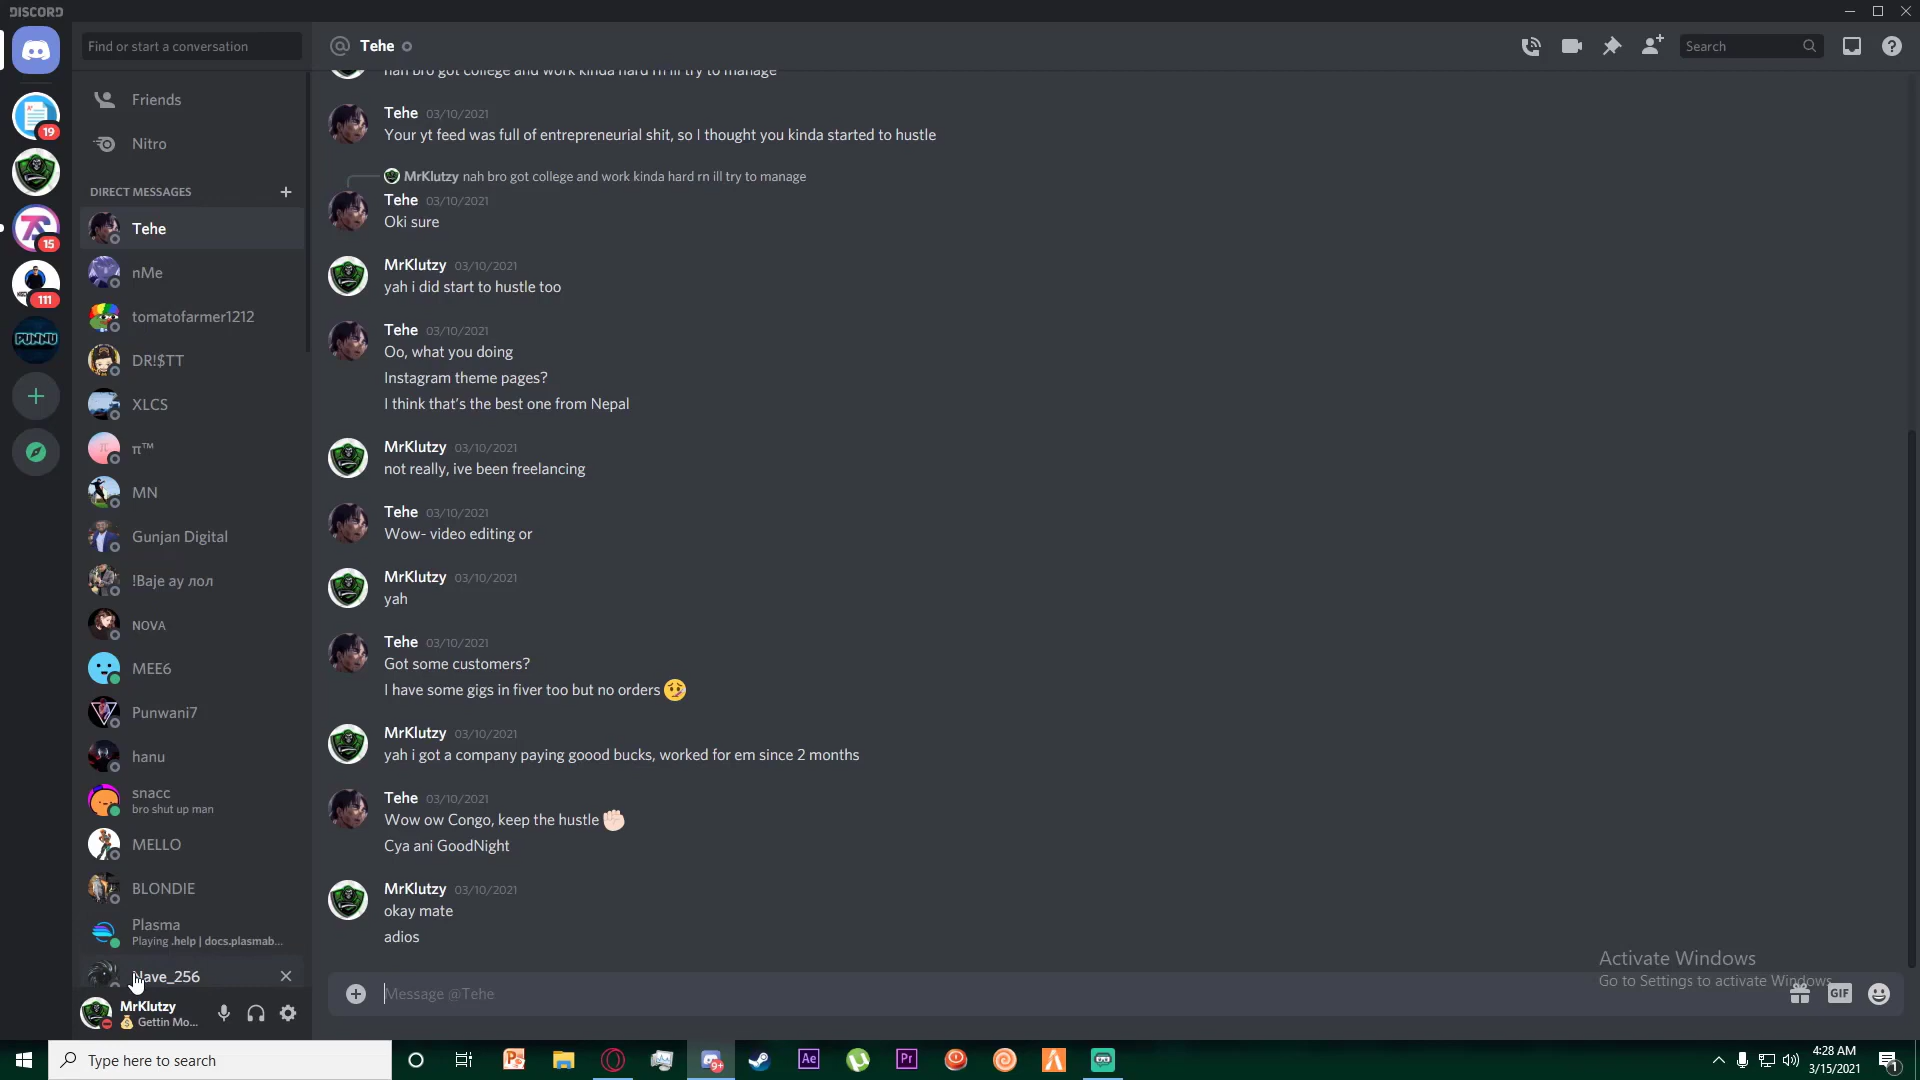 DISCORD
Find or start a conversation
Tehe
Search
19
15
111
PUNNU
Friends
Nitro
DIRECT MESSAGES
Tehe
nMe
tomatofarmer1212
DR!$TT
XLCS
π™
MN
Gunjan Digital
!Baje ay лол
NOVA
MEE6
Punwani7
hanu
snacc
bro shut up man
MELLO
BLONDIE
Plasma
Playing .help | docs.plasmab...
Nave_256
MrKlutzy
Gettin Mo...
nah bro got college and work kinda hard rn ill try to manage
Tehe 03/10/2021
Your yt feed was full of entrepreneurial shit, so I thought you kinda started to hustle
MrKlutzy nah bro got college and work kinda hard rn ill try to manage
Tehe 03/10/2021
Oki sure
MrKlutzy 03/10/2021
yah i did start to hustle too
Tehe 03/10/2021
Oo, what you doing
Instagram theme pages?
I think that's the best one from Nepal
MrKlutzy 03/10/2021
not really, ive been freelancing
Tehe 03/10/2021
Wow- video editing or
MrKlutzy 03/10/2021
yah
Tehe 03/10/2021
Got some customers?
I have some gigs in fiver too but no orders 🤒
MrKlutzy 03/10/2021
yah i got a company paying goood bucks, worked for em since 2 months
Tehe 03/10/2021
Wow ow Congo, keep the hustle ✊🏻
Cya ani GoodNight
MrKlutzy 03/10/2021
okay mate
adios
Message @Tehe
GIF
Activate Windows
Go to Settings to activate Windows.
Type here to search
9+
Ae
Pr
4:28 AM
3/15/2021
1